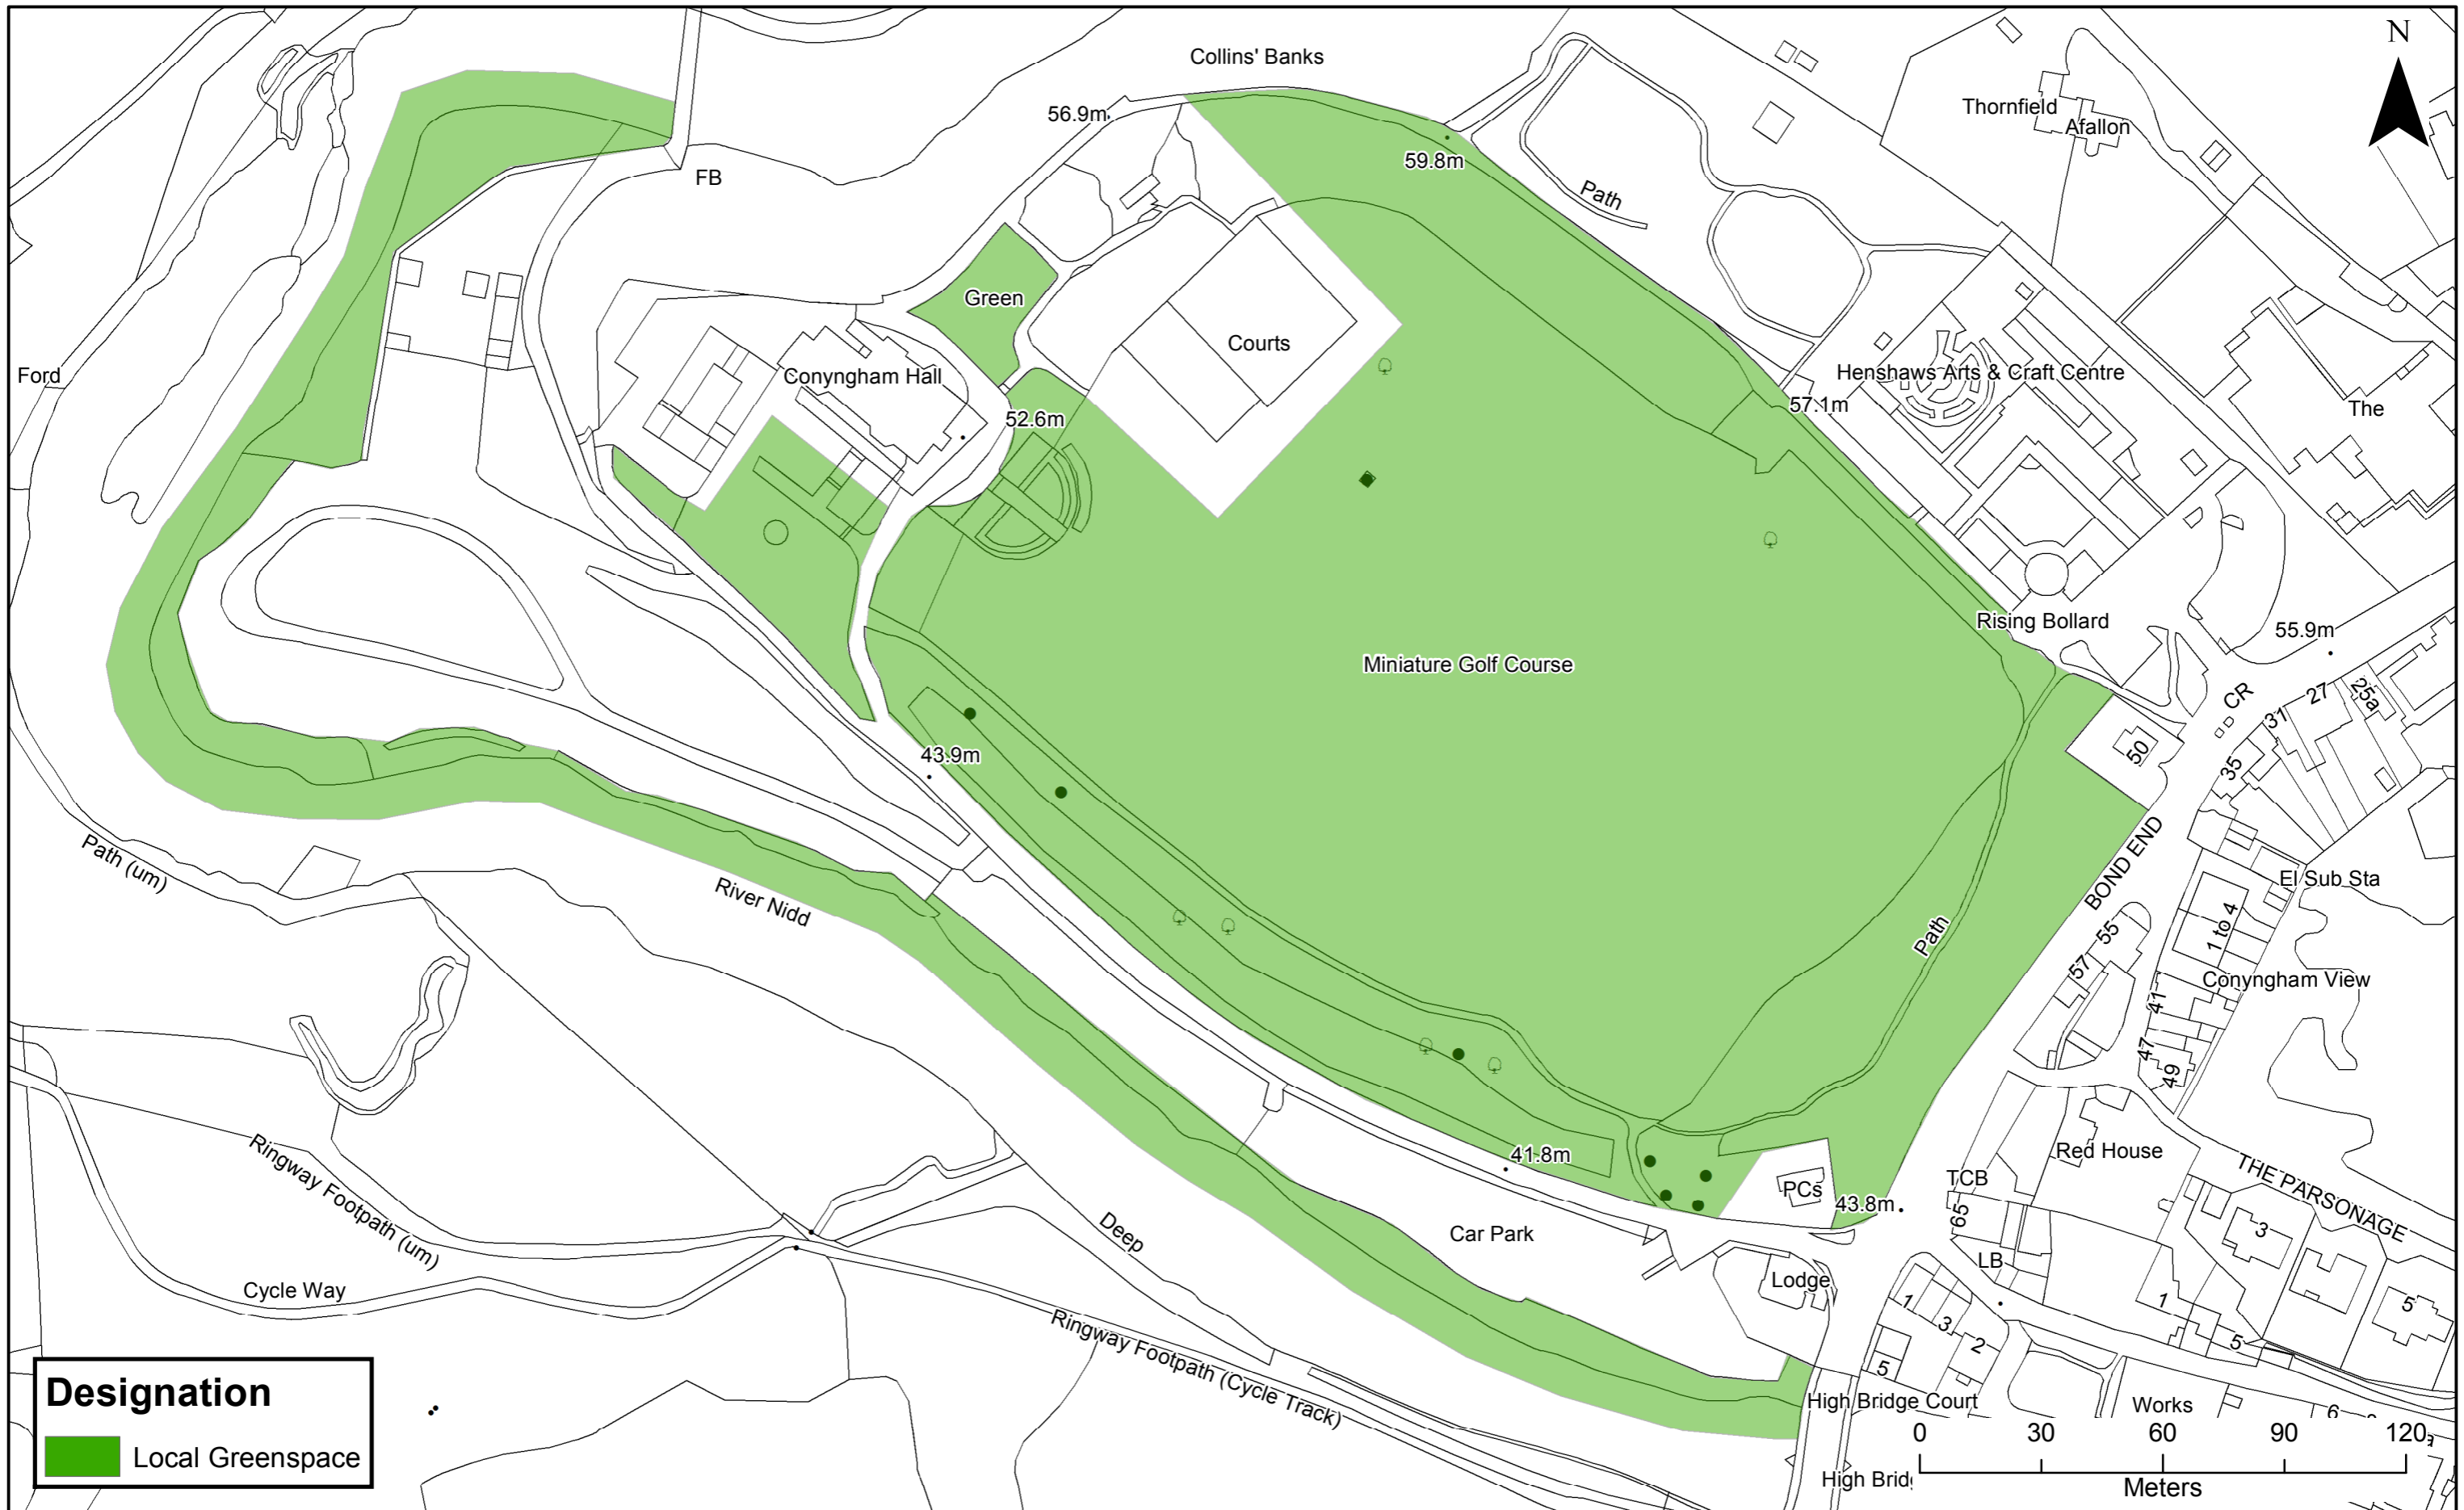 Collins' Banks
N
56.9m
Thornfield
Afallon
59.8m
FB
Path
Green
Courts
Ford
Conyngham Hall
Henshaws Arts & Craft Centre
52.6m
57.1m
The
Rising Bollard
55.9m
Miniature Golf Course
CR
27
25a
31
50
35
43.9m
Path (um)
River Nidd
BOND END
El Sub Sta
1 to 4
55
Path
57
Conyngham View
41
47
49
Ringway Footpath (um)
41.8m
Red House
THE PARSONAGE
TCB
PCs
43.8m
65
3
Deep
Car Park
LB
Lodge
Cycle Way
1
3
2
5
1
5
5
Ringway Footpath (Cycle Track)
High Bridge Court
Works
6
Designation
Local Greenspace
0 30 60 90 120
Meters